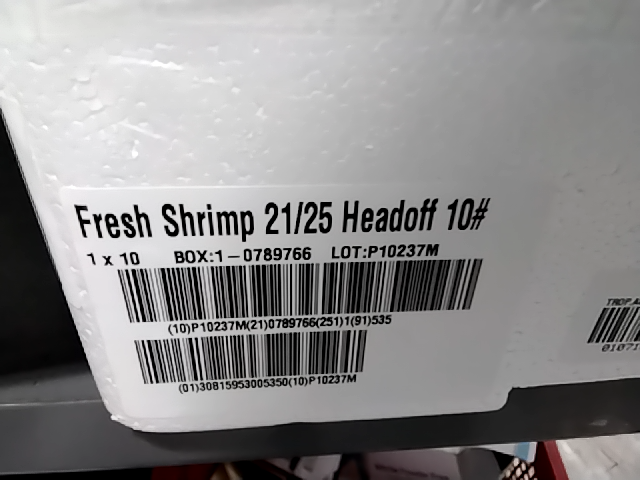 Fresh Shrimp 21/25 Headoff 10#
1 x 10 BOX:1-0789766 LOT:P10237M
(10)P10237M(21)0789766(251)1(91)535
(01)30815953005350(10)P10237M
TROP.